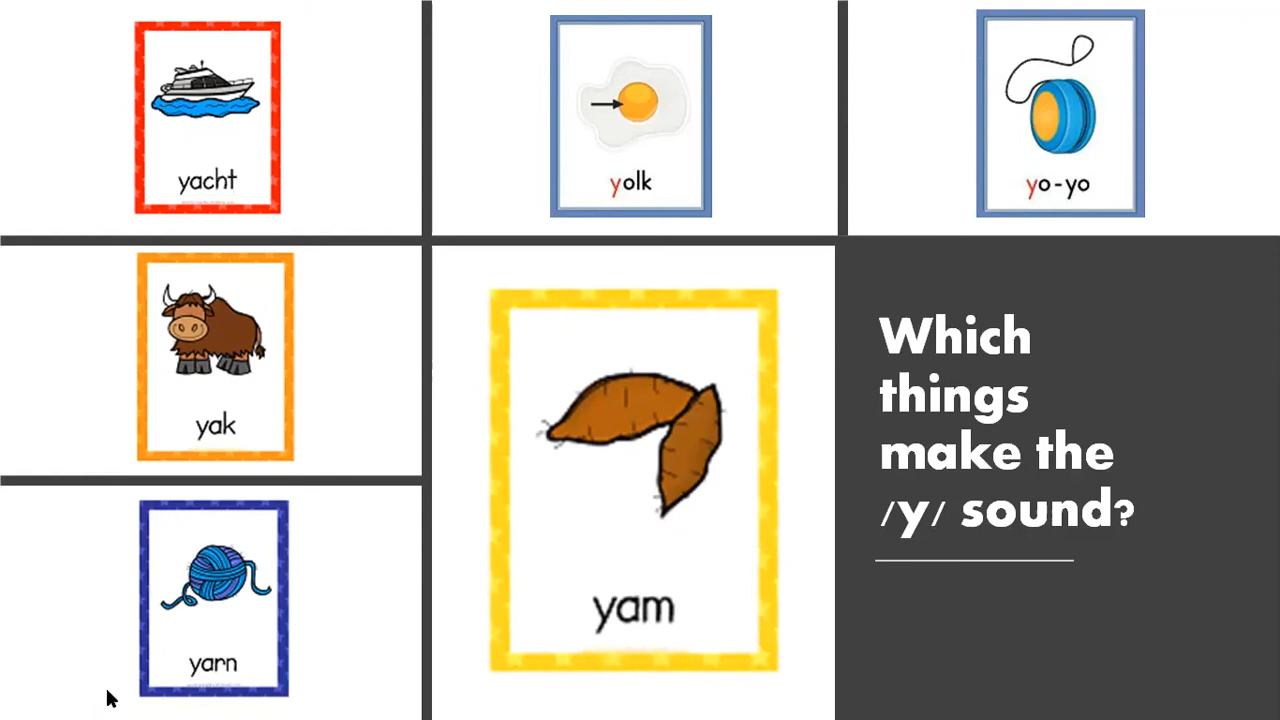 yacht
yolk
yo-yo
yak
yam
yarn
Which
things
make the
/y/ sound?